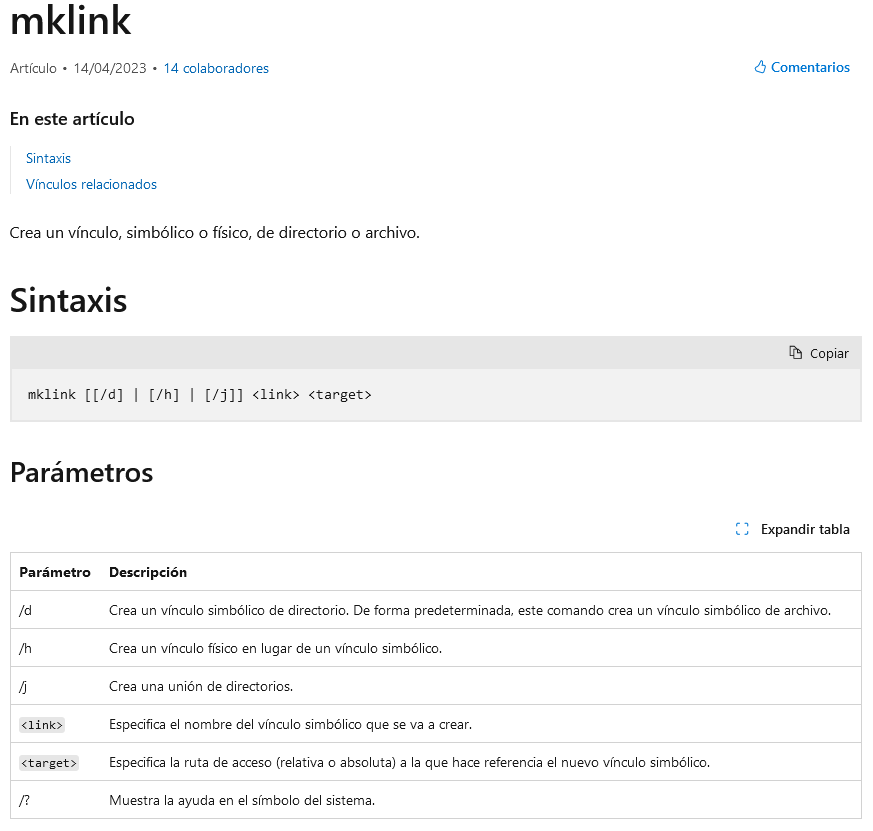 mklink
Artículo • 14/04/2023 • 14 colaboradores
Comentarios
En este artículo
Sintaxis
Vínculos relacionados
Crea un vínculo, simbólico o físico, de directorio o archivo.
Sintaxis
Copiar
mklink [[/d] | [/h] | [/j]] <link> <target>
Parámetros
Expandir tabla
Parámetro Descripción
/d Crea un vínculo simbólico de directorio. De forma predeterminada, este comando crea un vínculo simbólico de archivo.
/h Crea un vínculo físico en lugar de un vínculo simbólico.
/j Crea una unión de directorios.
<link> Especifica el nombre del vínculo simbólico que se va a crear.
<target> Especifica la ruta de acceso (relativa o absoluta) a la que hace referencia el nuevo vínculo simbólico.
/? Muestra la ayuda en el símbolo del sistema.